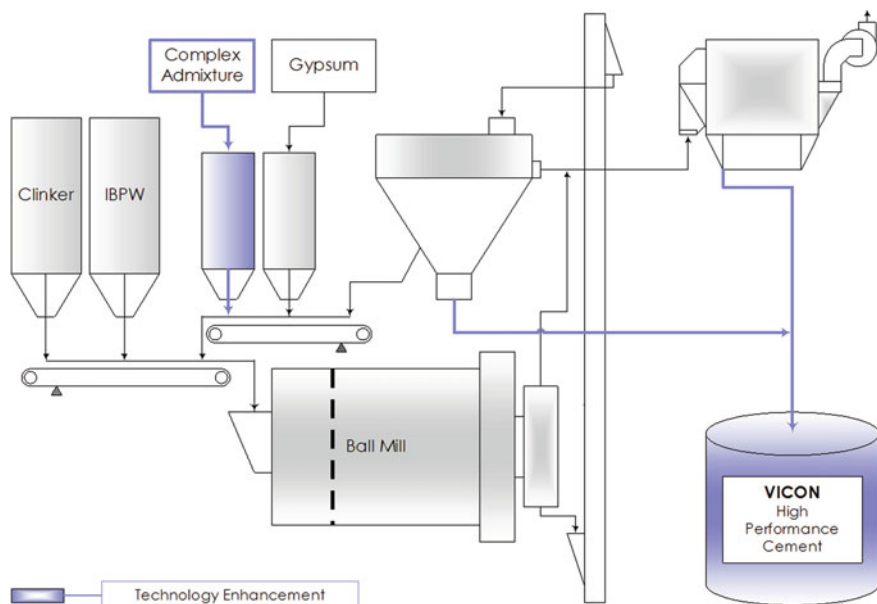 Complex
Admixture
Gypsum
Clinker
IBPW
Ball Mill
VICON
High
Performance
Cement
Technology Enhancement